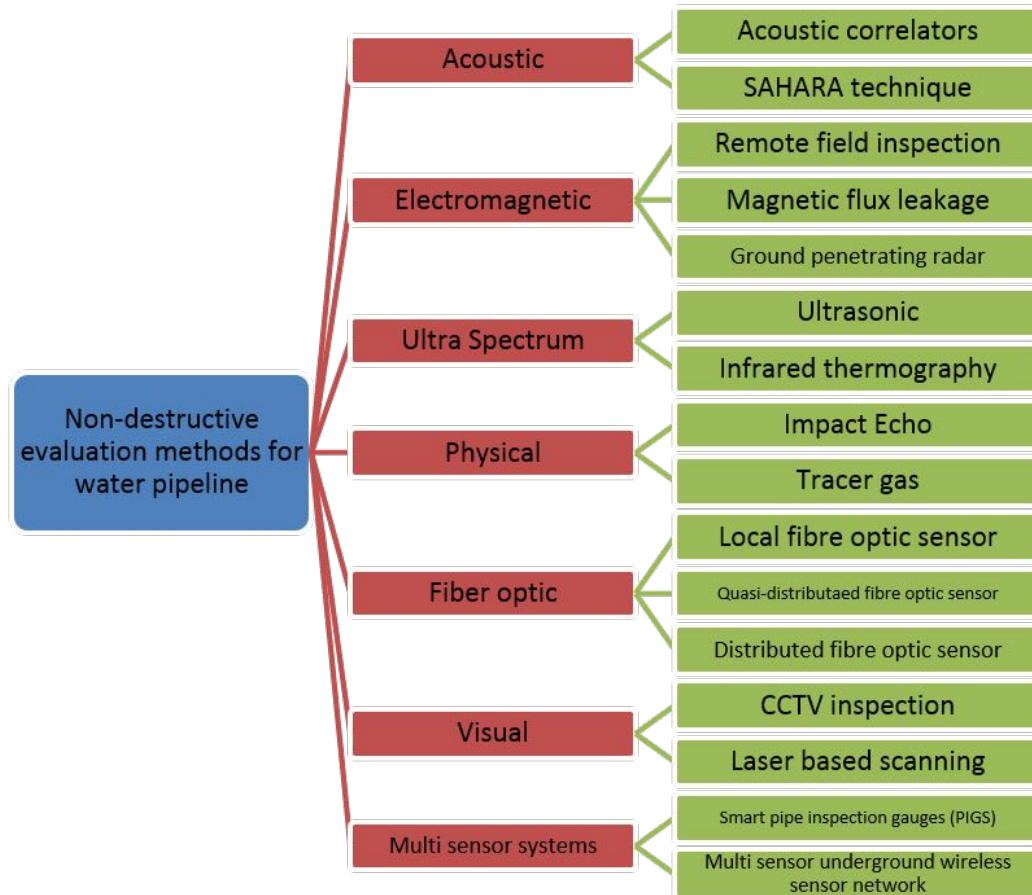 Non-destructive
evaluation methods for
water pipeline
Acoustic
Acoustic correlators
SAHARA technique
Electromagnetic
Remote field inspection
Magnetic flux leakage
Ground penetrating radar
Ultra Spectrum
Ultrasonic
Infrared thermography
Physical
Impact Echo
Tracer gas
Fiber optic
Local fibre optic sensor
Quasi-distributaed fibre optic sensor
Distributed fibre optic sensor
Visual
CCTV inspection
Laser based scanning
Multi sensor systems
Smart pipe inspection gauges (PIGS)
Multi sensor underground wireless
sensor network